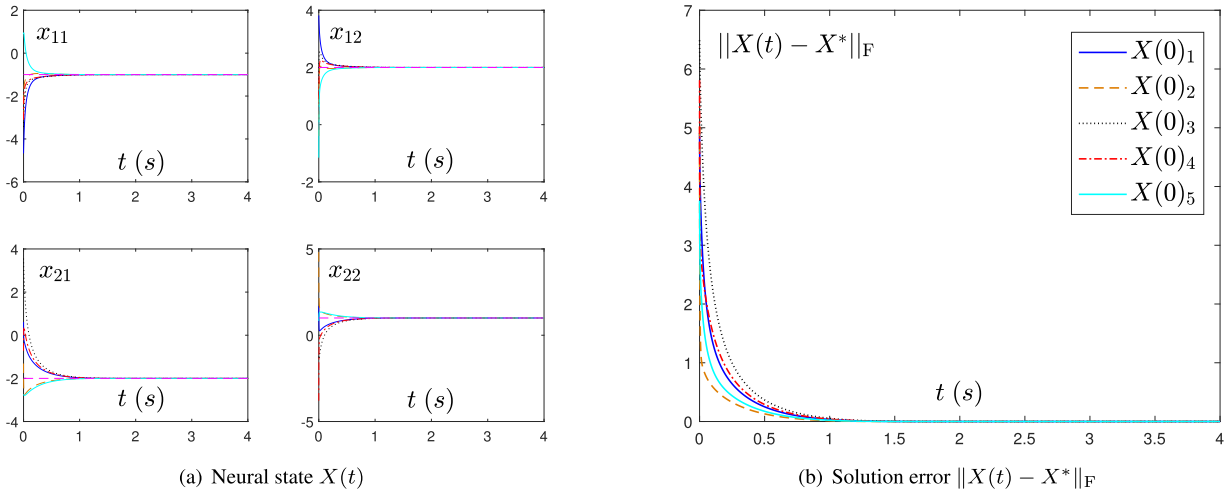 x₁₁
2
0
-2
-4
-6
t (s)
0 1 2 3 4
x₁₂
4
2
0
2
4
-2
t (s)
0 1 2 3 4
x₂₁
4
2
0
-2
-4
t (s)
0 1 2 3 4
x₂₂
5
0
-5
t (s)
0 1 2 3 4
(a) Neural state X(t)
||X(t) − X*||F
7
6
5
4
3
2
1
0
X(0)₁
X(0)₂
X(0)₃
X(0)₄
X(0)₅
t (s)
0 0.5 1 1.5 2 2.5 3 3.5 4
(b) Solution error ‖X(t) − X*‖F